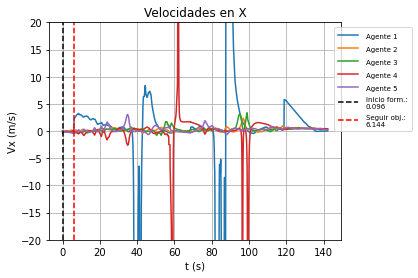 Velocidades en X
20
15
10
5
0
−5
−10
−15
−20
Vx (m/s)
0
20
40
60
80
100
120
140
t (s)
Agente 1
Agente 2
Agente 3
Agente 4
Agente 5
Inicio form.:
0.096
Seguir obj.:
6.144